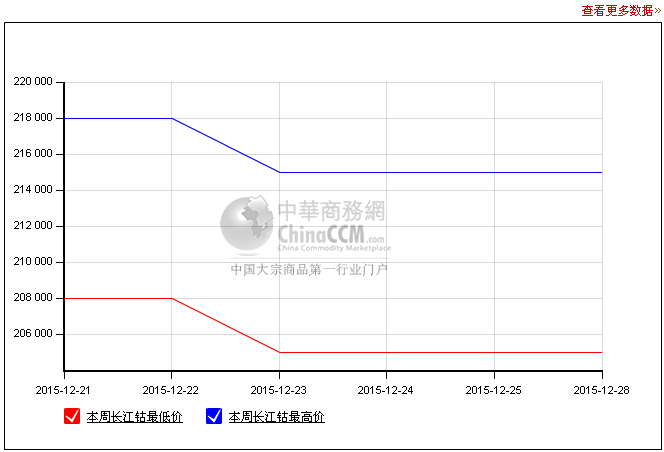 查看更多数据»
220 000
218 000
216 000
214 000
212 000
210 000
208 000
206 000
中華商務網
ChinaCCM.com
China Commodity Marketplace
中国大宗商品第一行业门户
2015-12-21 2015-12-22 2015-12-23 2015-12-24 2015-12-25 2015-12-28
本周长江钴最低价 本周长江钴最高价